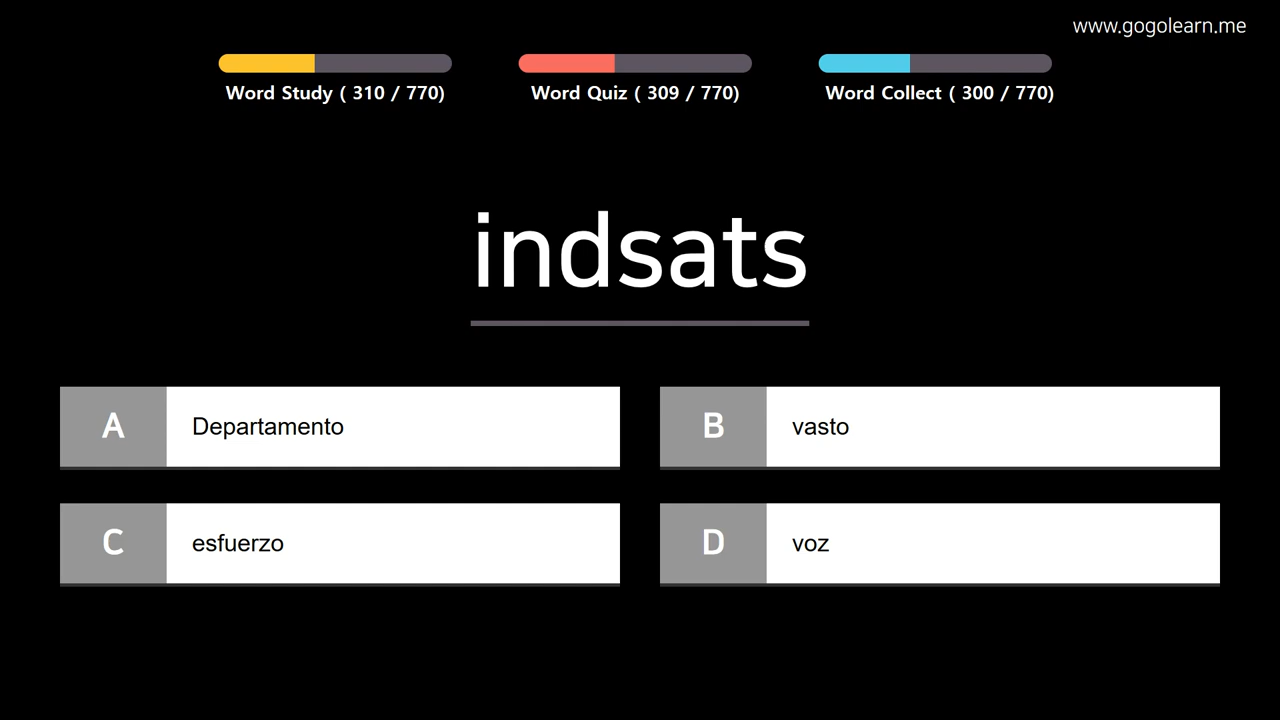 www.gogolearn.me
Word Study ( 310 / 770)
Word Quiz ( 309 / 770)
Word Collect ( 300 / 770)
indsats
A Departamento
B vasto
C esfuerzo
D voz